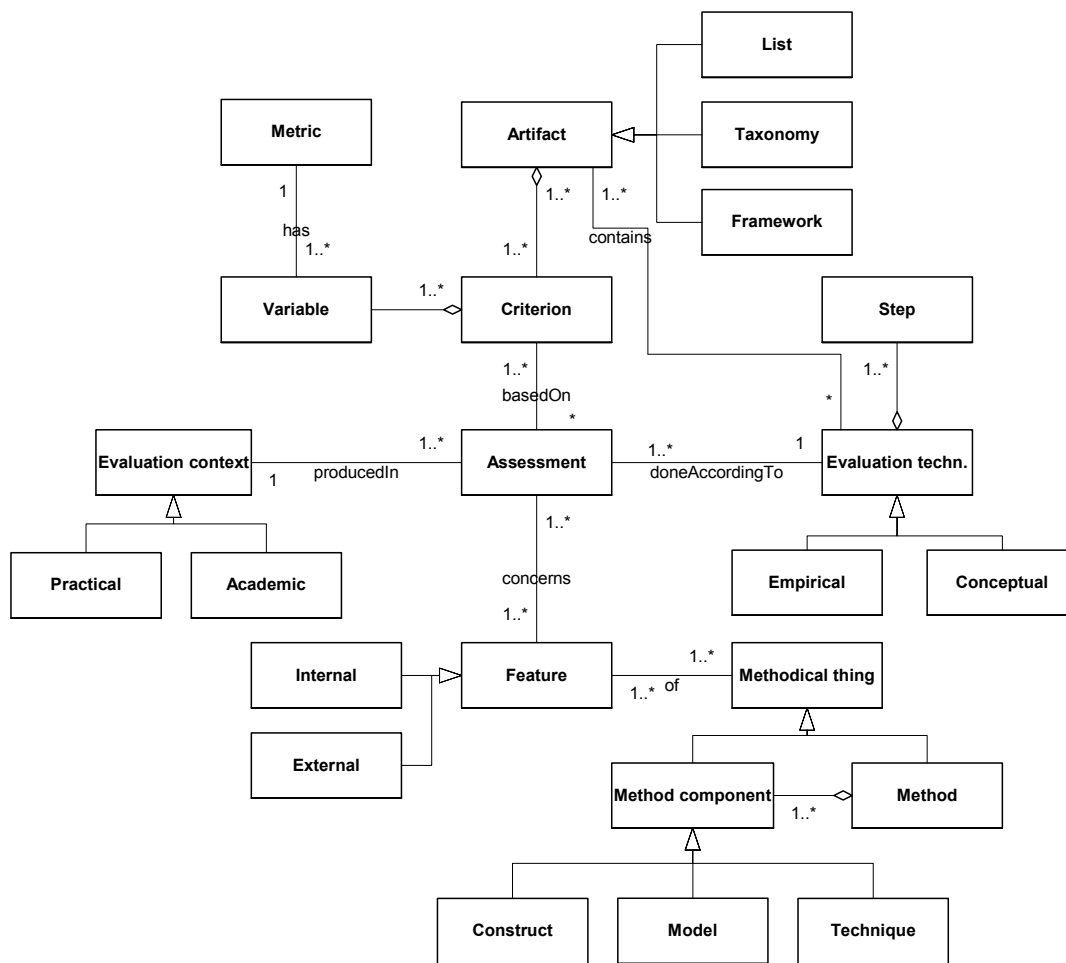 List
Metric
Artifact
Taxonomy
1
1..*
1..*
Framework
has
contains
1..*
1..*
Variable
1..*
Criterion
Step
1..*
1..*
basedOn
*
*
Evaluation context
1..*
Assessment
1..*
1
Evaluation techn.
1
producedIn
doneAccordingTo
1..*
Practical
Academic
concerns
Empirical
Conceptual
1..*
Internal
Feature
1..*
Methodical thing
1..*
of
External
Method component
Method
1..*
Construct
Model
Technique